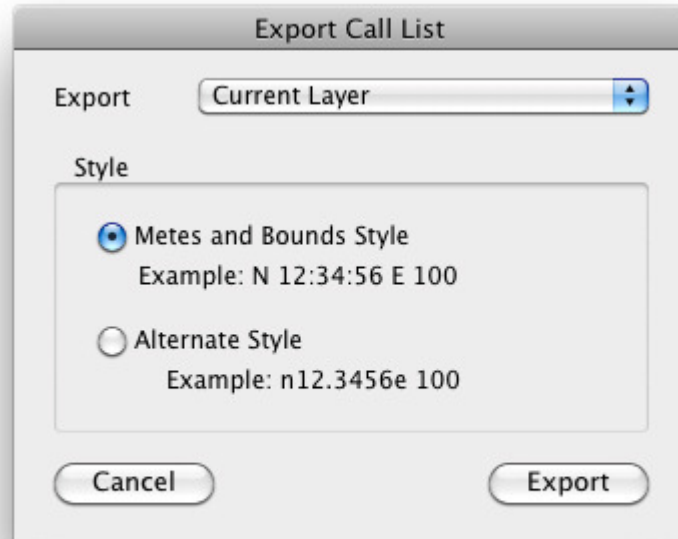 Export Call List
Export Current Layer
Style
Metes and Bounds Style
Example: N 12:34:56 E 100
Alternate Style
Example: n12.3456e 100
Cancel Export